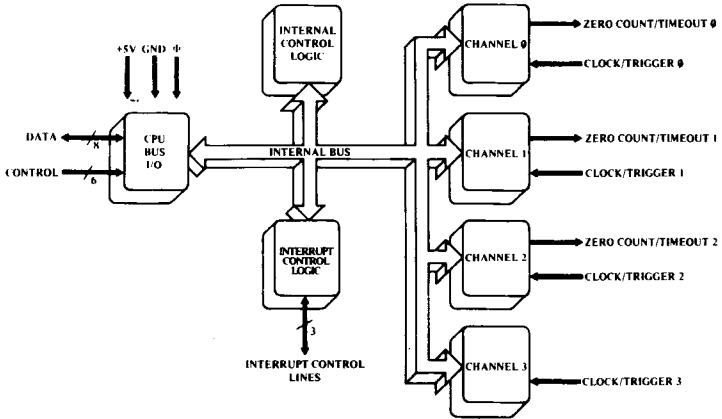 INTERNAL
CONTROL
LOGIC
CHANNEL 0
ZERO COUNT/TIMEOUT 0
CLOCK/TRIGGER 0
+5V GND Φ
DATA
8
CONTROL
6
CPU
BUS
I/O
INTERNAL BUS
CHANNEL 1
ZERO COUNT/TIMEOUT 1
CLOCK/TRIGGER 1
INTERRUPT
CONTROL
LOGIC
3
INTERRUPT CONTROL
LINES
CHANNEL 2
ZERO COUNT/TIMEOUT 2
CLOCK/TRIGGER 2
CHANNEL 3
CLOCK/TRIGGER 3